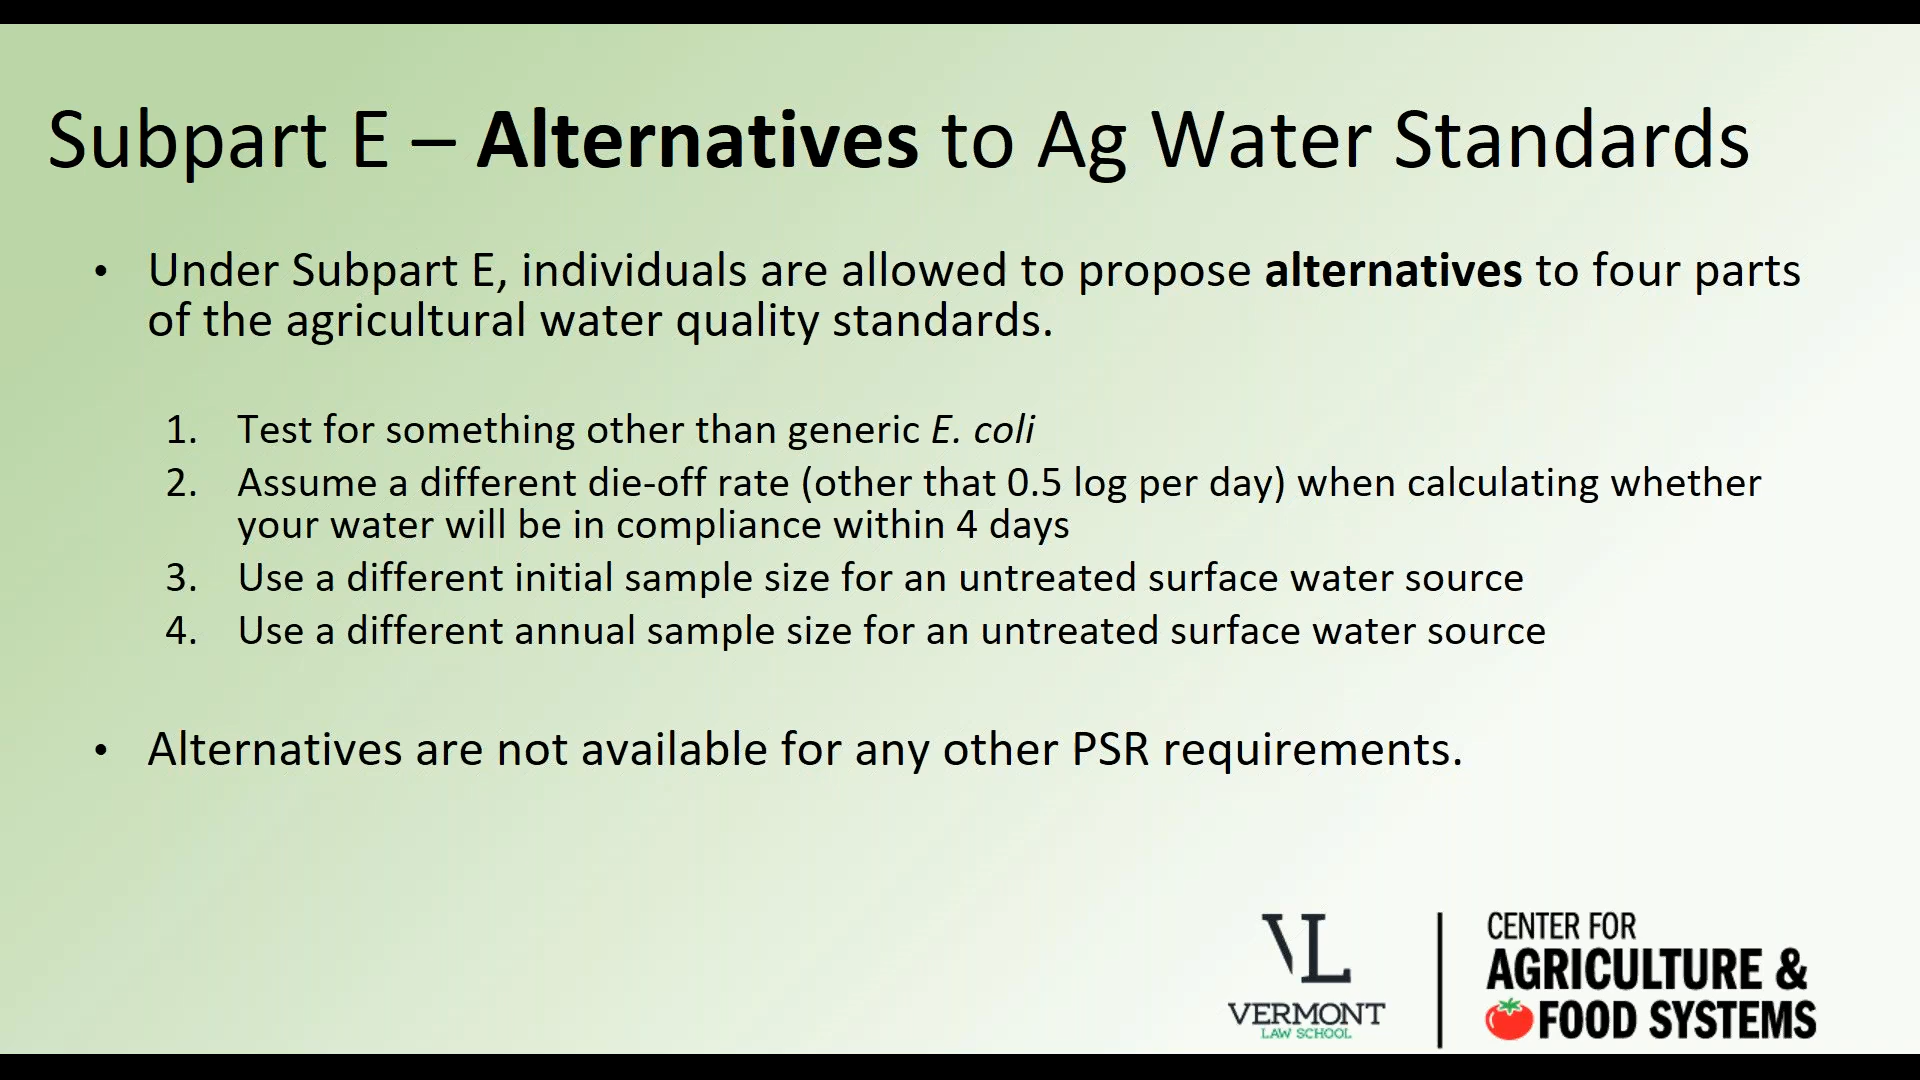 Subpart E – Alternatives to Ag Water Standards
• Under Subpart E, individuals are allowed to propose alternatives to four parts
of the agricultural water quality standards.
1. Test for something other than generic E. coli
2. Assume a different die-off rate (other that 0.5 log per day) when calculating whether
your water will be in compliance within 4 days
3. Use a different initial sample size for an untreated surface water source
4. Use a different annual sample size for an untreated surface water source
• Alternatives are not available for any other PSR requirements.
VL
VERMONT
LAW SCHOOL
CENTER FOR
AGRICULTURE &
FOOD SYSTEMS